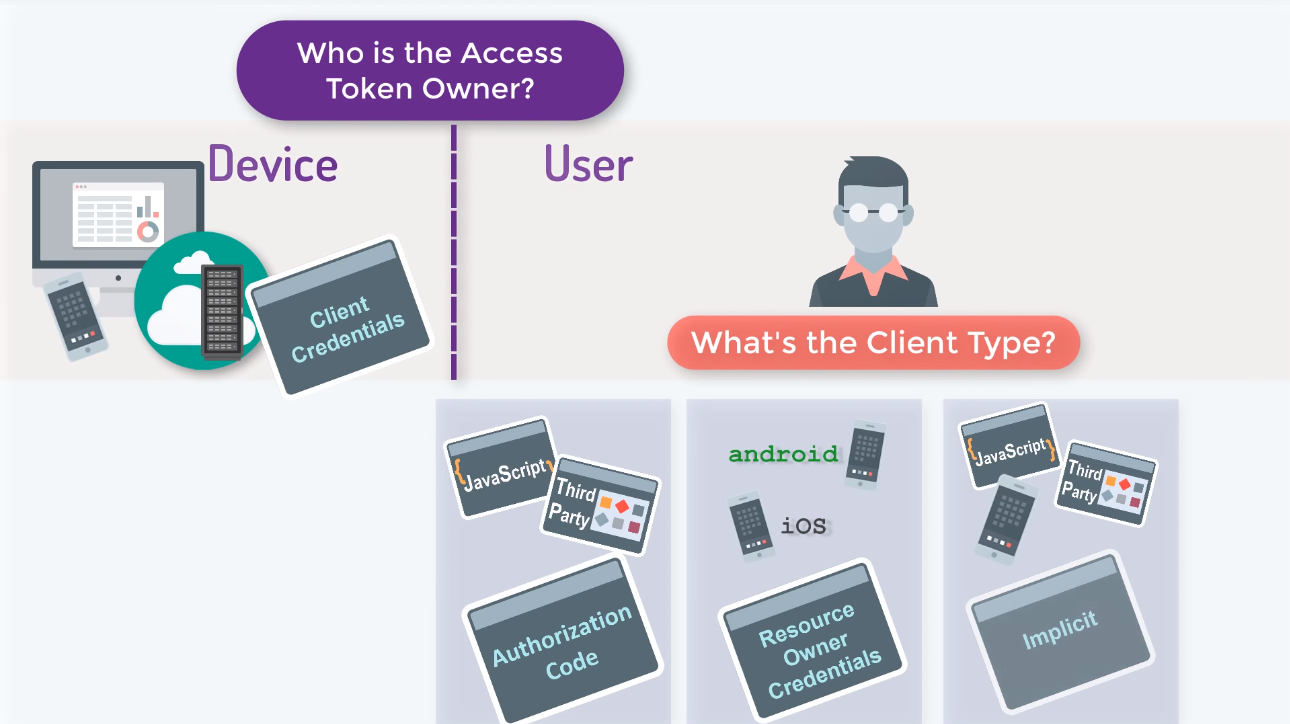 Who is the Access
Token Owner?
Device
User
Client
Credentials
What's the Client Type?
{JavaScript}
Third
Party
Authorization
Code
android
iOS
Resource
Owner
Credentials
{JavaScript}
Third
Party
Implicit